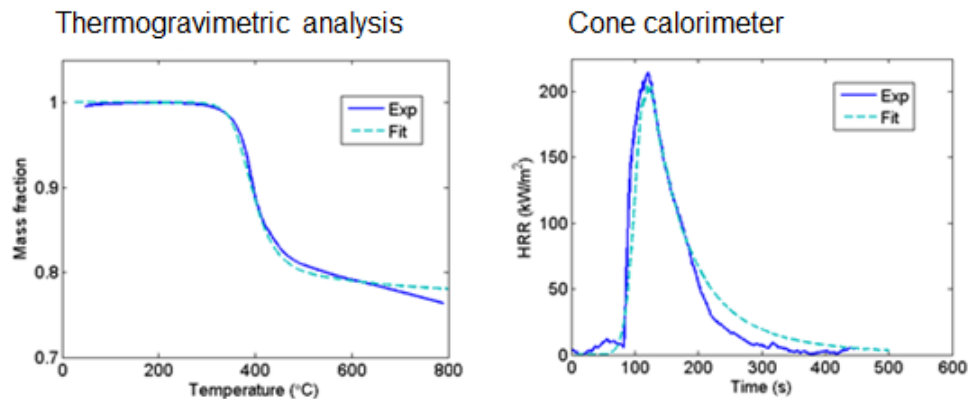 Thermogravimetric analysis
Cone calorimeter
1
0.9
0.8
0.7
0
200
400
600
800
Mass fraction
Temperature (°C)
Exp
Fit
200
150
100
50
0
0
100
200
300
400
500
600
HRR (kW/m²)
Time (s)
Exp
Fit